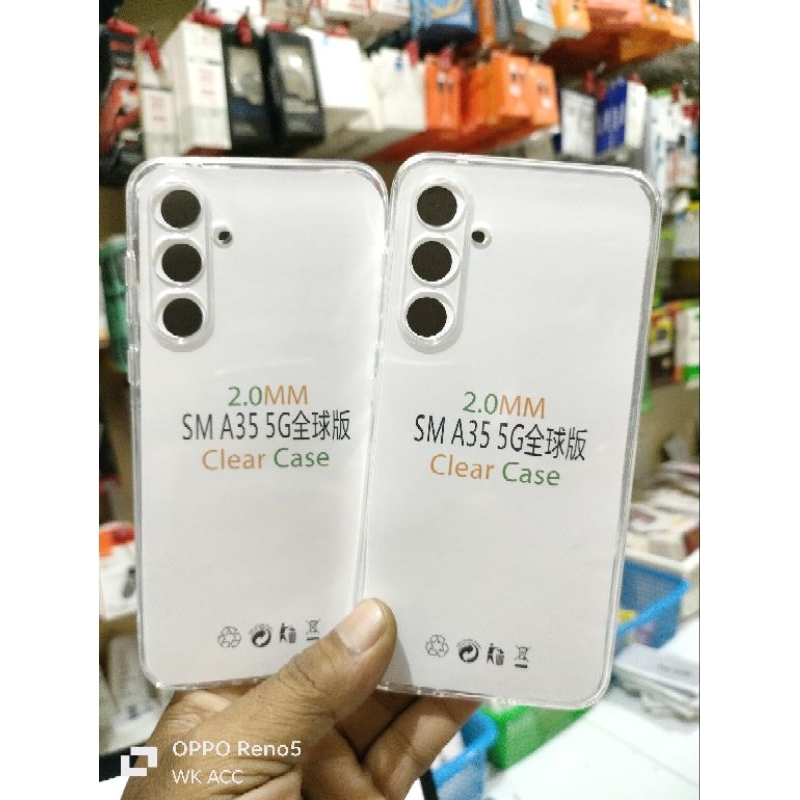 2.0MM
SM A35 5G全球版
Clear Case
2.0MM
SM A35 5G全球版
Clear Case
OPPO Reno5
WK ACC